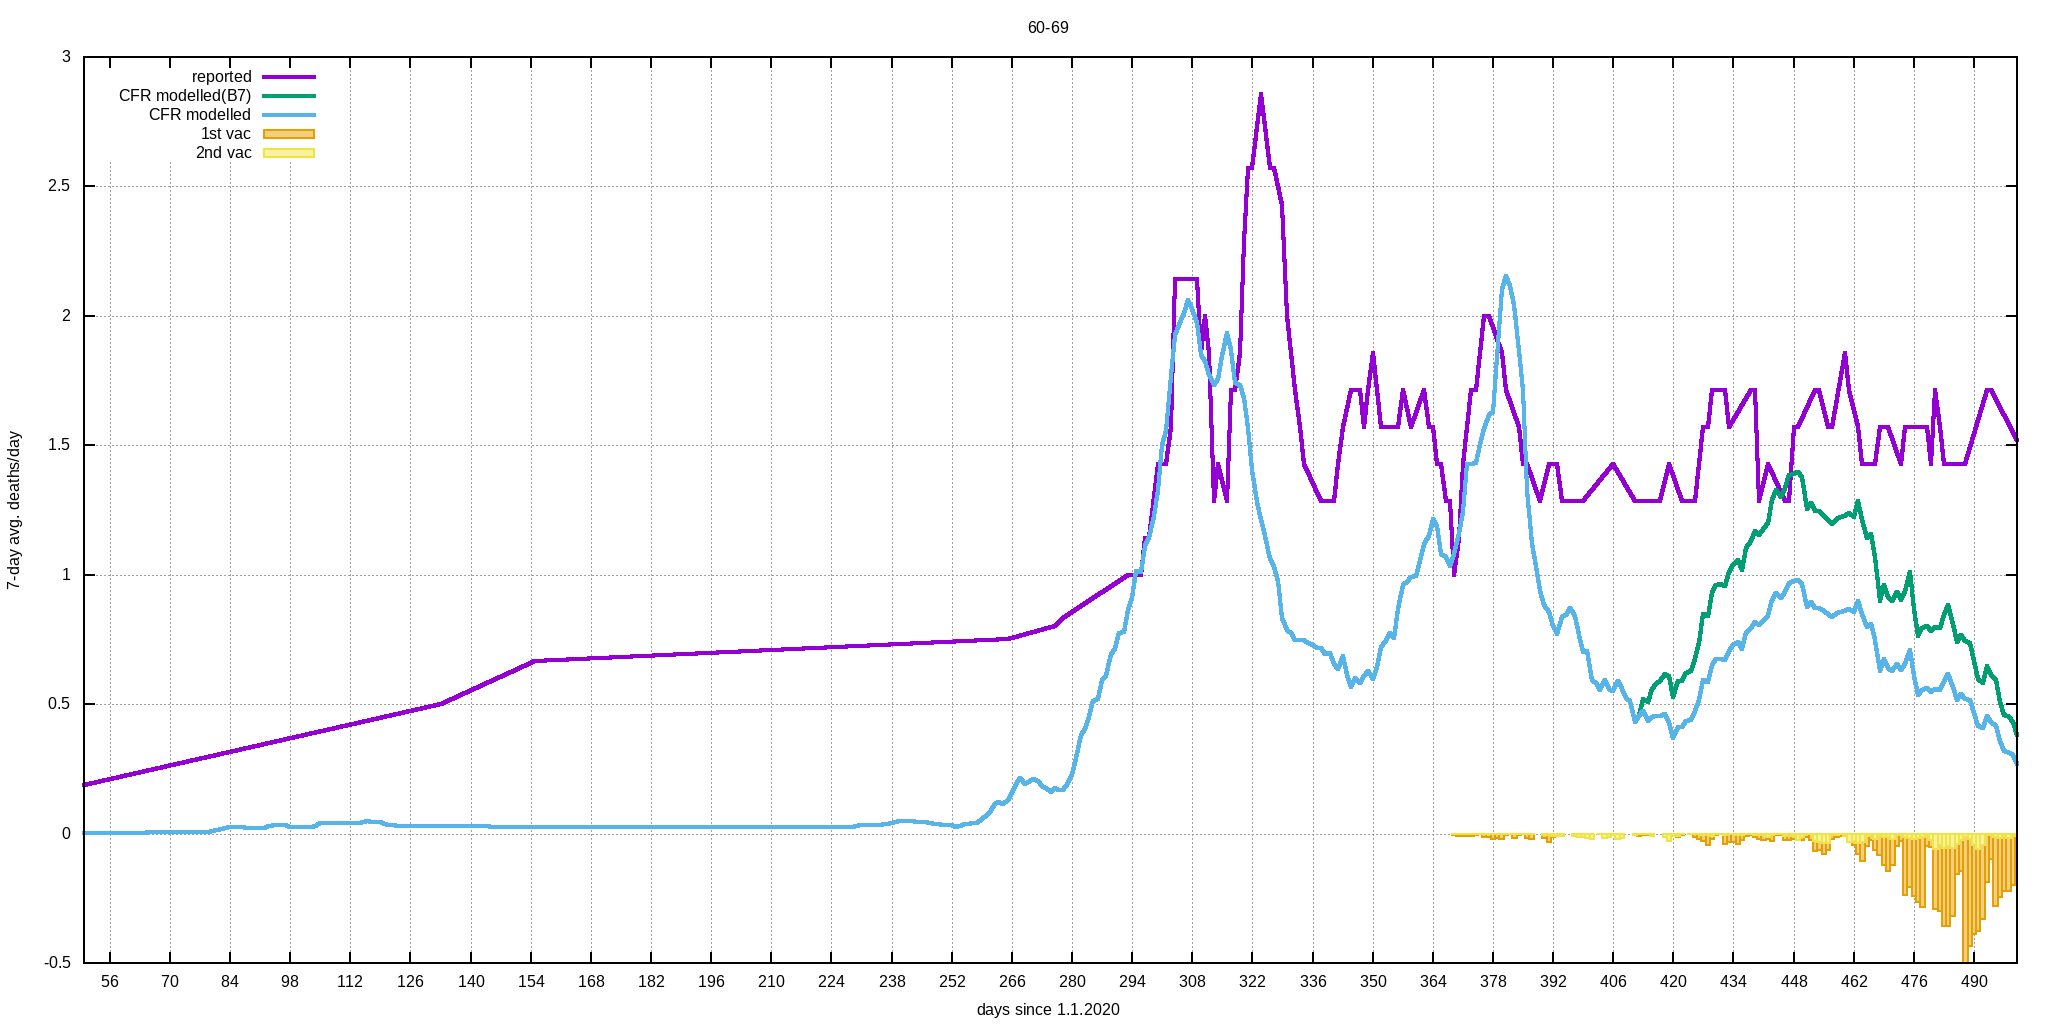 60-69
3
2.5
2
1.5
1
0.5
0
-0.5
7-day avg. deaths/day
reported
CFR modelled(B7)
CFR modelled
1st vac
2nd vac
56 70 84 98 112 126 140 154 168 182 196 210 224 238 252 266 280 294 308 322 336 350 364 378 392 406 420 434 448 462 476 490
days since 1.1.2020